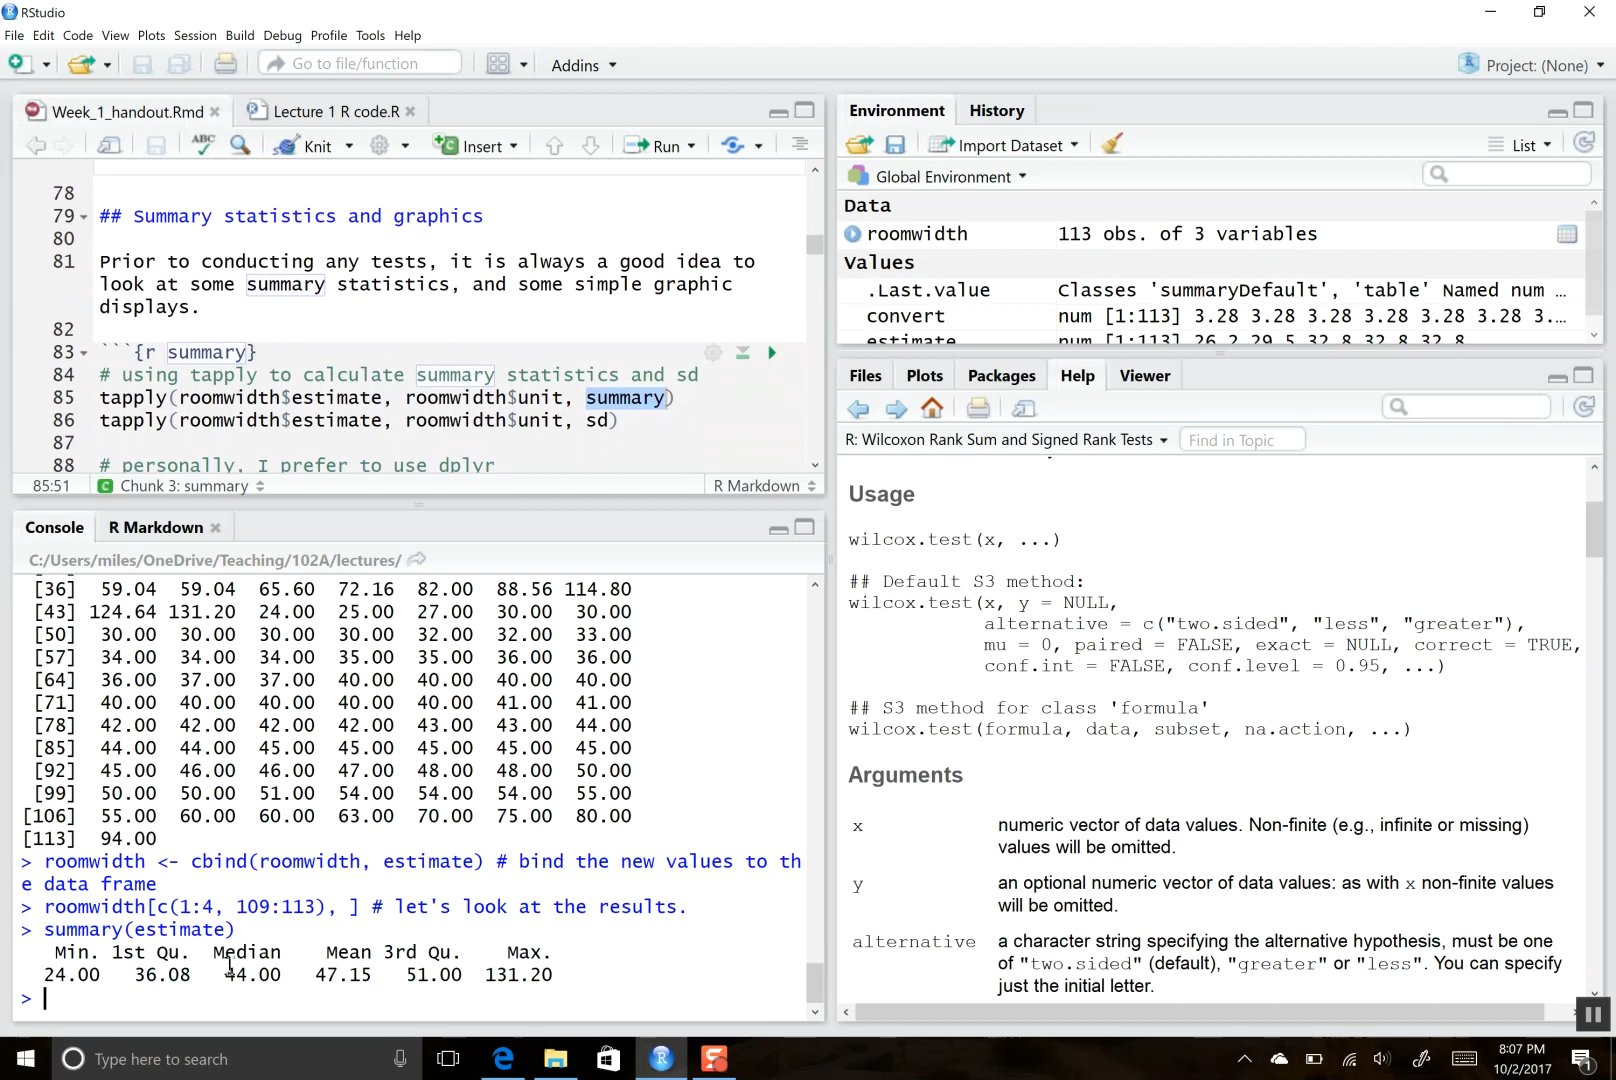 RStudio
File Edit Code View Plots Session Build Debug Profile Tools Help
Go to file/function
Addins
Project: (None)
Week_1_handout.Rmd
Lecture 1 R code.R
ABC
Knit
Insert
Run
78
79 ## Summary statistics and graphics
80
81 Prior to conducting any tests, it is always a good idea to
look at some summary statistics, and some simple graphic
displays.
82
83 ```{r summary}
84 # using tapply to calculate summary statistics and sd
85 tapply(roomwidth$estimate, roomwidth$unit, summary)
86 tapply(roomwidth$estimate, roomwidth$unit, sd)
87
88 # personally, I prefer to use dplyr
85:51 Chunk 3: summary R Markdown
Console R Markdown
C:/Users/miles/OneDrive/Teaching/102A/lectures/
[36] 59.04 59.04 65.60 72.16 82.00 88.56 114.80
[43] 124.64 131.20 24.00 25.00 27.00 30.00 30.00
[50] 30.00 30.00 30.00 30.00 32.00 32.00 33.00
[57] 34.00 34.00 34.00 35.00 35.00 36.00 36.00
[64] 36.00 37.00 37.00 40.00 40.00 40.00 40.00
[71] 40.00 40.00 40.00 40.00 40.00 41.00 41.00
[78] 42.00 42.00 42.00 42.00 43.00 43.00 44.00
[85] 44.00 44.00 45.00 45.00 45.00 45.00 45.00
[92] 45.00 46.00 46.00 47.00 48.00 48.00 50.00
[99] 50.00 50.00 51.00 54.00 54.00 54.00 55.00
[106] 55.00 60.00 60.00 63.00 70.00 75.00 80.00
[113] 94.00
> roomwidth <- cbind(roomwidth, estimate) # bind the new values to th
e data frame
> roomwidth[c(1:4, 109:113), ] # let's look at the results.
> summary(estimate)
Min. 1st Qu. Median Mean 3rd Qu. Max.
24.00 36.08 44.00 47.15 51.00 131.20
>
Environment History
Import Dataset
List
Global Environment
Data
roomwidth 113 obs. of 3 variables
Values
.Last.value Classes 'summaryDefault', 'table' Named num ...
convert num [1:113] 3.28 3.28 3.28 3.28 3.28 3.28 3....
estimate num [1:113] 26.2 29.5 32.8 32.8 32.8
Files Plots Packages Help Viewer
R: Wilcoxon Rank Sum and Signed Rank Tests
Find in Topic
Usage
wilcox.test(x, ...)
## Default S3 method:
wilcox.test(x, y = NULL,
alternative = c("two.sided", "less", "greater"),
mu = 0, paired = FALSE, exact = NULL, correct = TRUE,
conf.int = FALSE, conf.level = 0.95, ...)
## S3 method for class 'formula'
wilcox.test(formula, data, subset, na.action, ...)
Arguments
x numeric vector of data values. Non-finite (e.g., infinite or missing)
values will be omitted.
y an optional numeric vector of data values: as with x non-finite values
will be omitted.
alternative a character string specifying the alternative hypothesis, must be one
of "two.sided" (default), "greater" or "less". You can specify
just the initial letter.
Type here to search
8:07 PM
10/2/2017